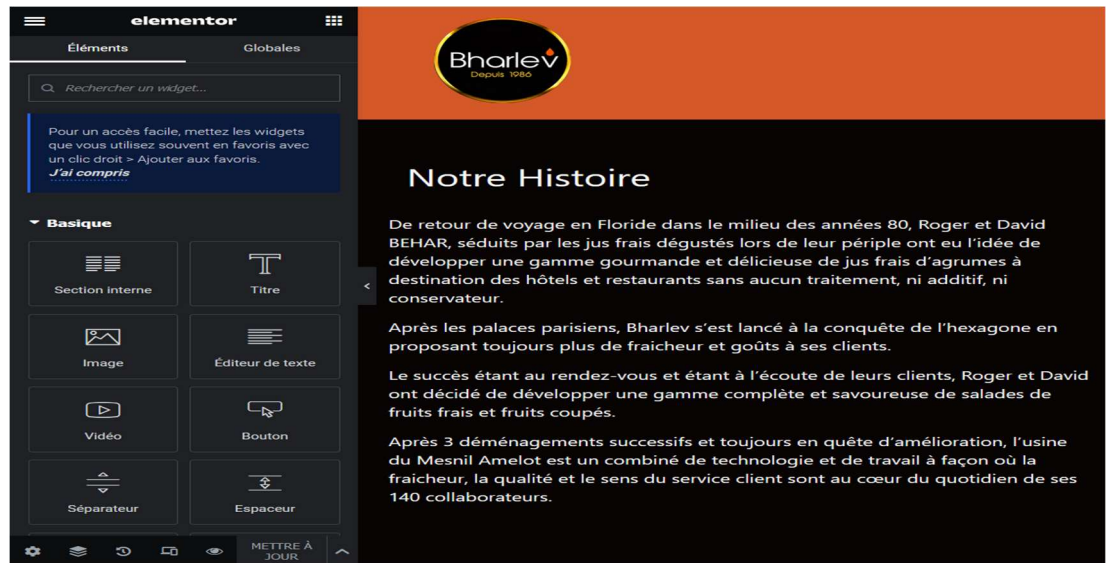 elementor
Éléments
Globales
Rechercher un widget...
Pour un accès facile, mettez les widgets
que vous utilisez souvent en favoris avec
un clic droit > Ajouter aux favoris.
J'ai compris
Basique
Section interne
Titre
Image
Éditeur de texte
Vidéo
Bouton
Séparateur
Espaceur
METTRE À
JOUR
Bharlev
Depuis 1986
Notre Histoire
De retour de voyage en Floride dans le milieu des années 80, Roger et David
BEHAR, séduits par les jus frais dégustés lors de leur périple ont eu l'idée de
développer une gamme gourmande et délicieuse de jus frais d'agrumes à
destination des hôtels et restaurants sans aucun traitement, ni additif, ni
conservateur.
Après les palaces parisiens, Bharlev s'est lancé à la conquête de l'hexagone en
proposant toujours plus de fraicheur et goûts à ses clients.
Le succès étant au rendez-vous et étant à l'écoute de leurs clients, Roger et David
ont décidé de développer une gamme complète et savoureuse de salades de
fruits frais et fruits coupés.
Après 3 déménagements successifs et toujours en quête d'amélioration, l'usine
du Mesnil Amelot est un combiné de technologie et de travail à façon où la
fraicheur, la qualité et le sens du service client sont au cœur du quotidien de ses
140 collaborateurs.